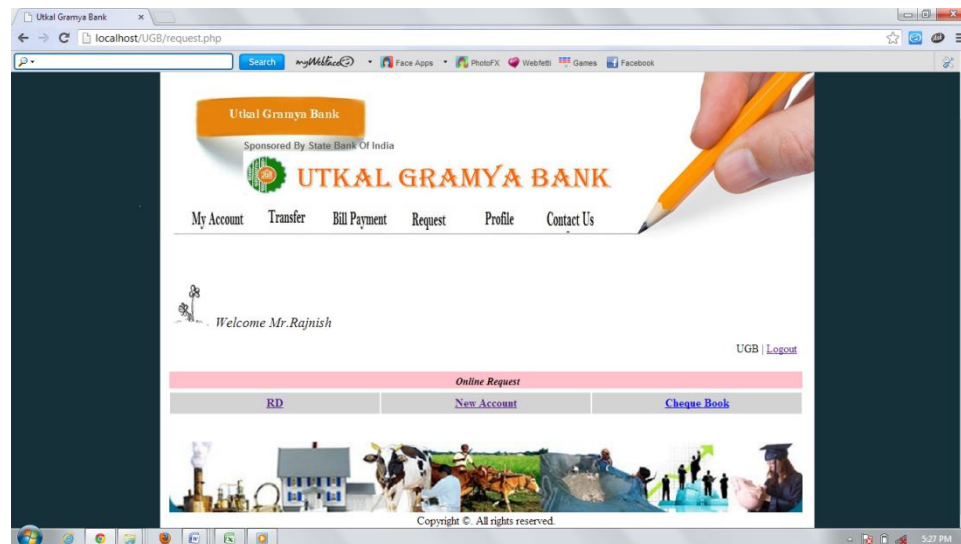 Utkal Gramya Bank
localhost/UGB/request.php
Search myWebface Face Apps PhotoFX Webfetti Games Facebook
Utkal Gramya Bank
Sponsored By State Bank Of India
UTKAL GRAMYA BANK
My Account Transfer Bill Payment Request Profile Contact Us
Welcome Mr.Rajnish
UGB | Logout
Online Request
RD New Account Cheque Book
Copyright ©. All rights reserved.
5:27 PM